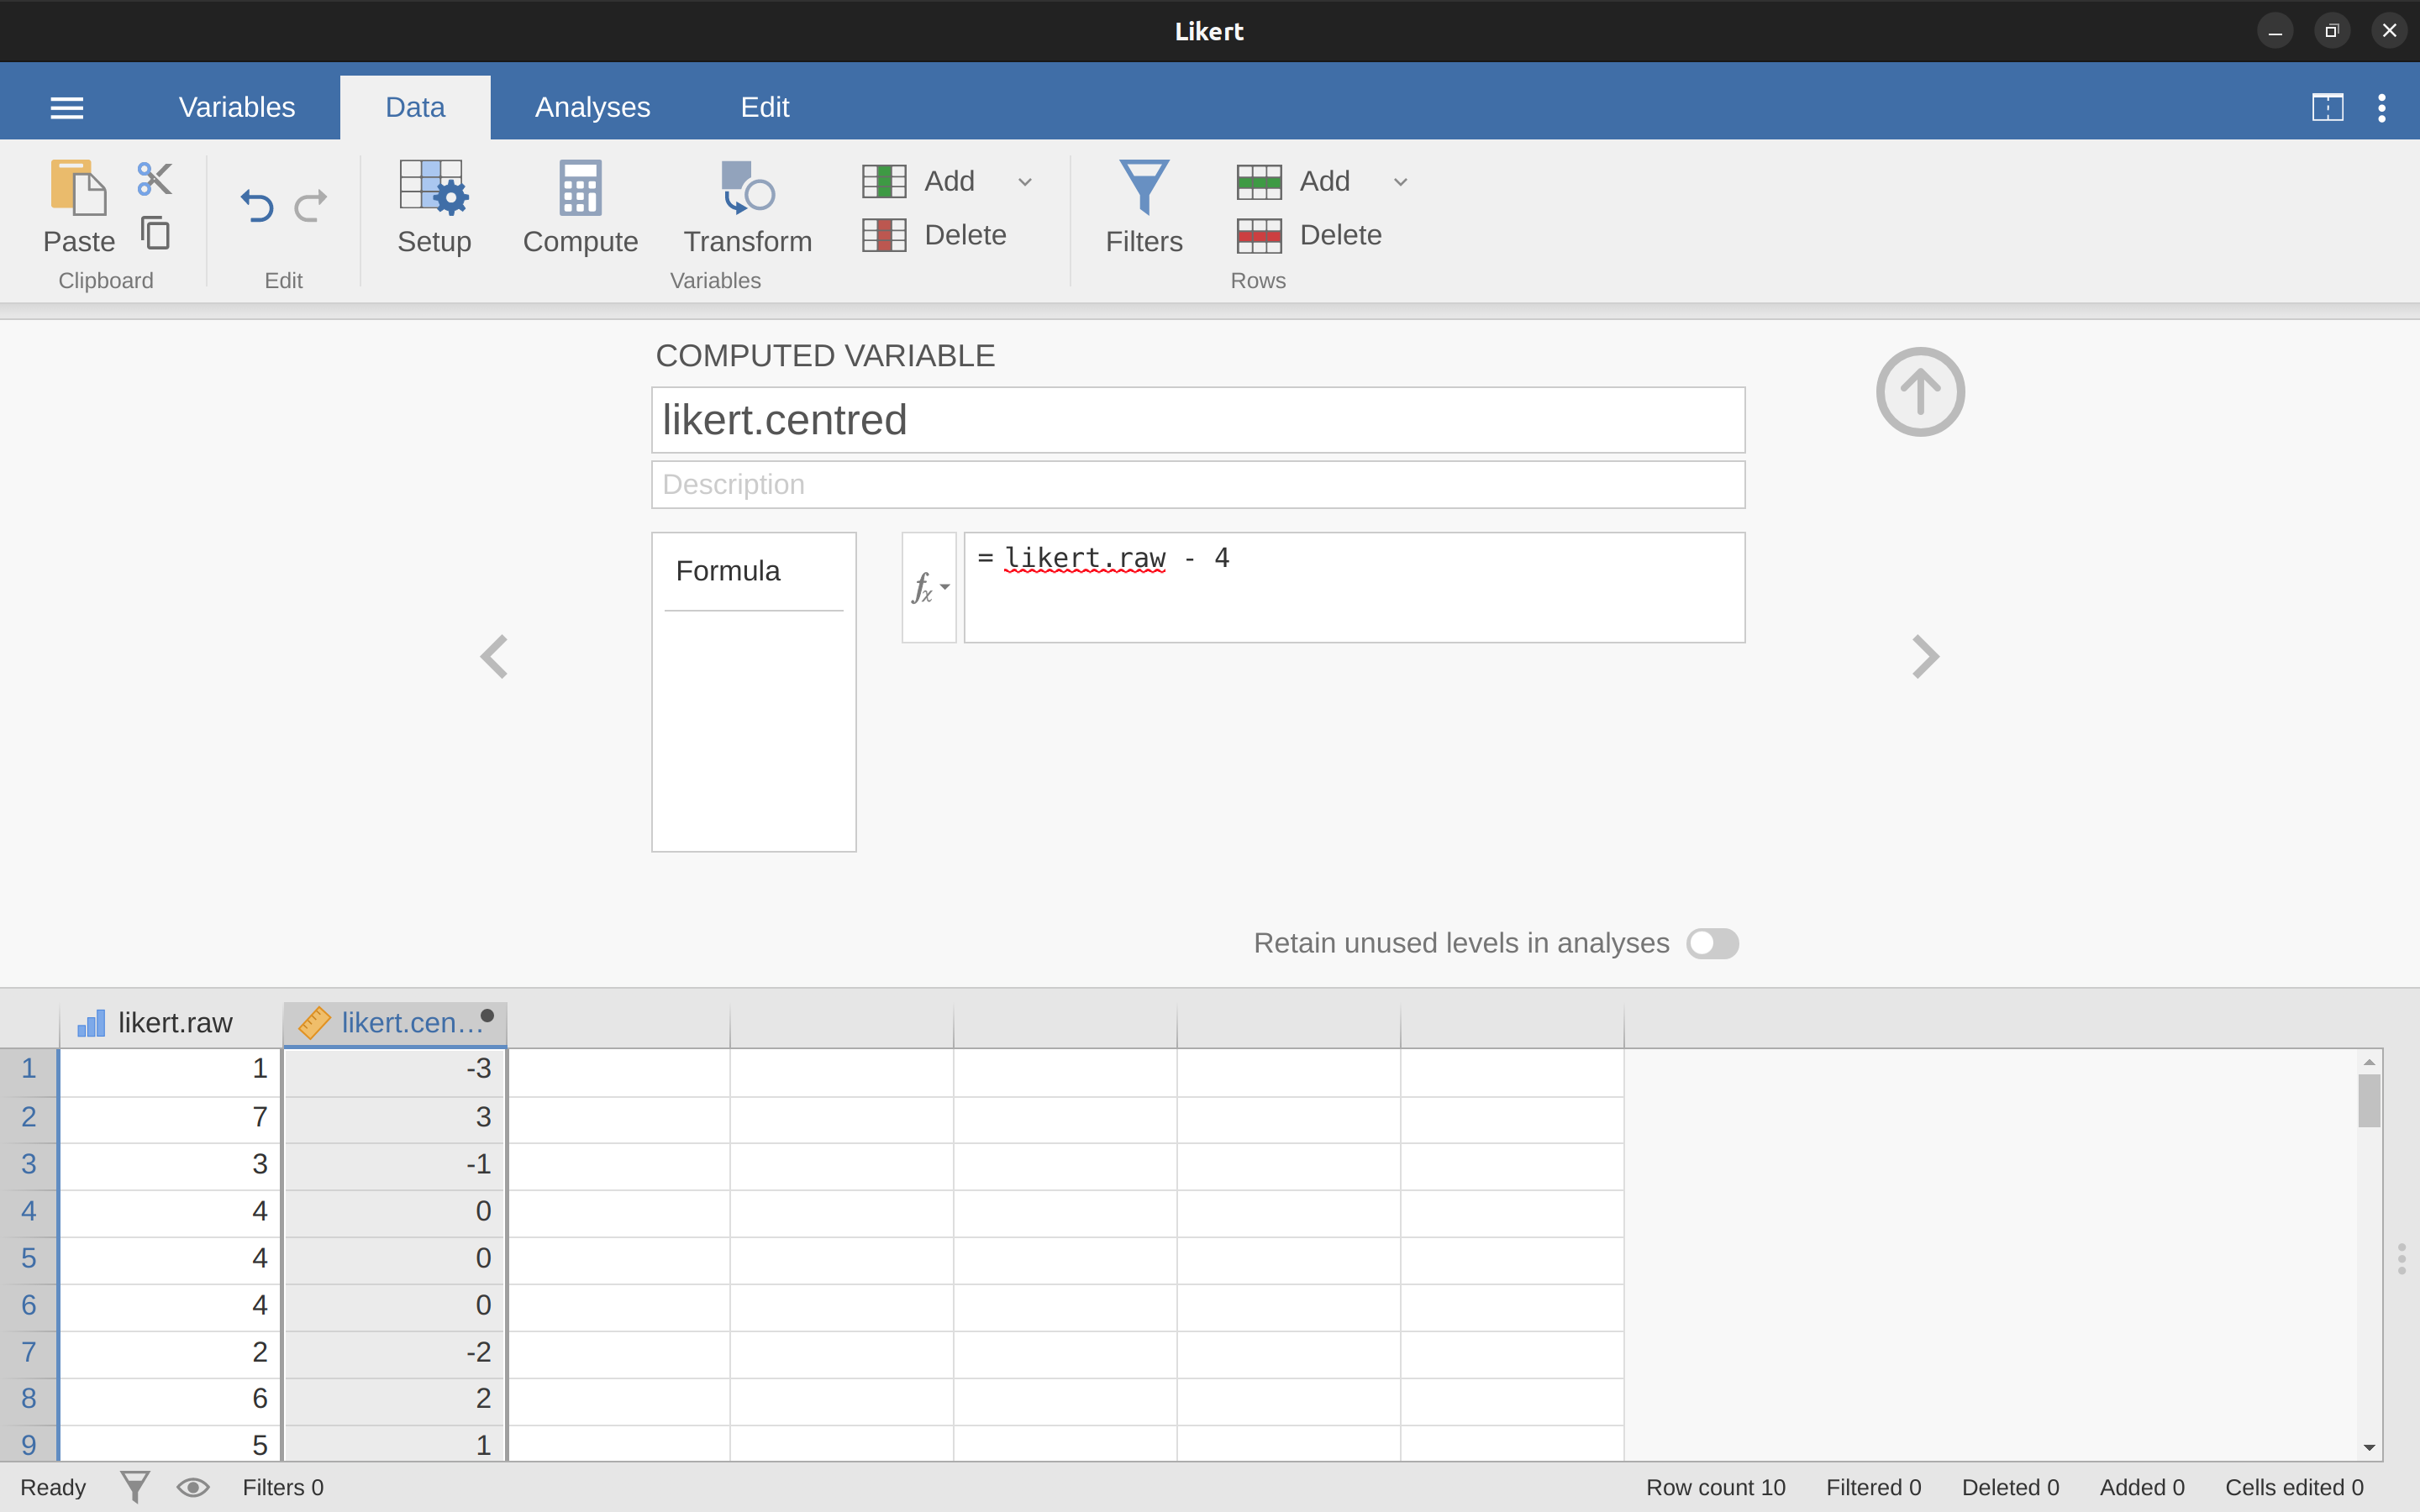 Likert
Variables Data Analyses Edit
Paste Setup Compute Transform Add Delete Filters Add Delete
Clipboard Edit Variables Rows
COMPUTED VARIABLE
likert.centred
Description
Formula
fx
= likert.raw - 4
Retain unused levels in analyses
likert.raw likert.cen...
1 1 -3
2 7 3
3 3 -1
4 4 0
5 4 0
6 4 0
7 2 -2
8 6 2
9 5 1
Ready Filters 0 Row count 10 Filtered 0 Deleted 0 Added 0 Cells edited 0